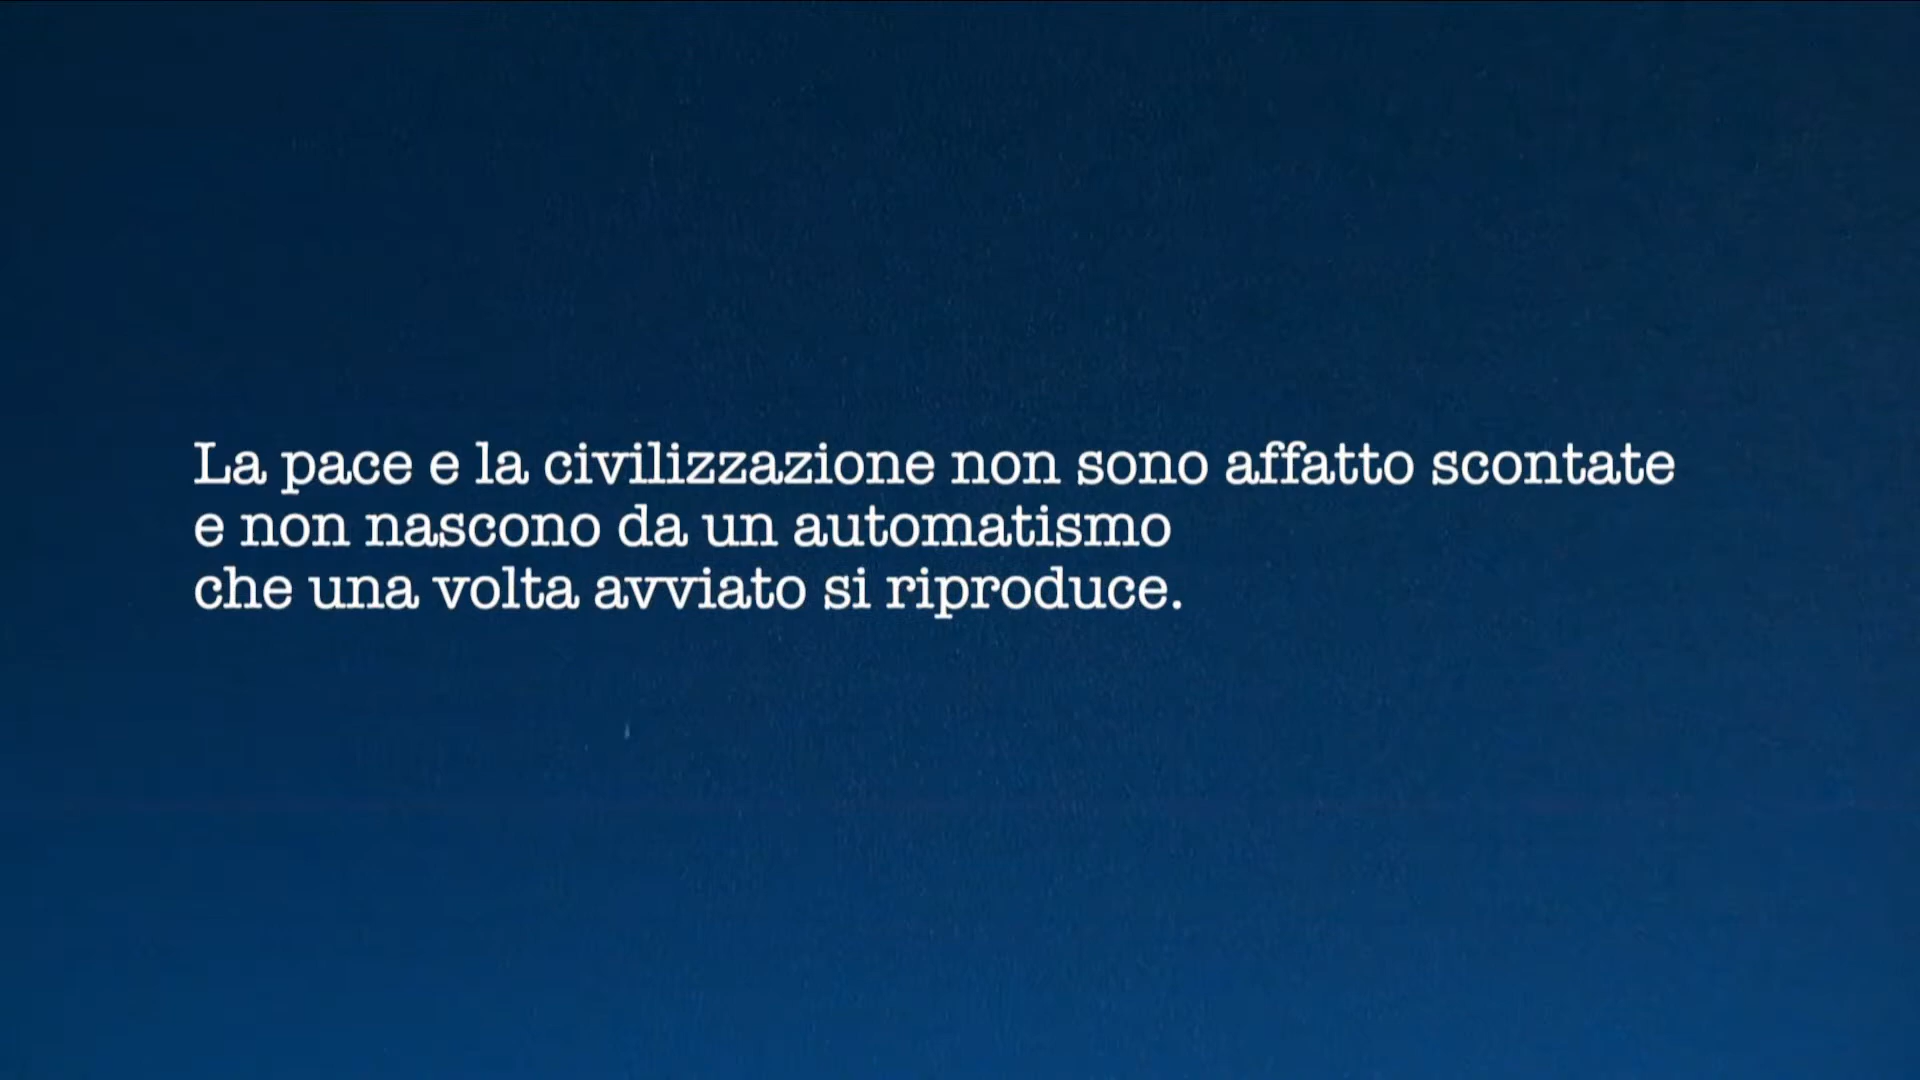 La pace e la civilizzazione non sono affatto scontate
e non nascono da un automatismo
che una volta avviato si riproduce.